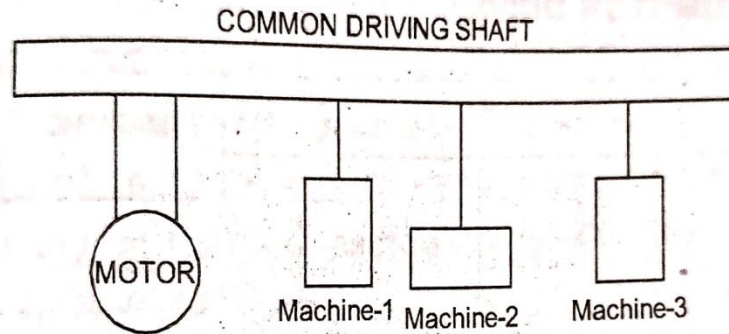 COMMON DRIVING SHAFT
MOTOR
Machine-1
Machine-2
Machine-3